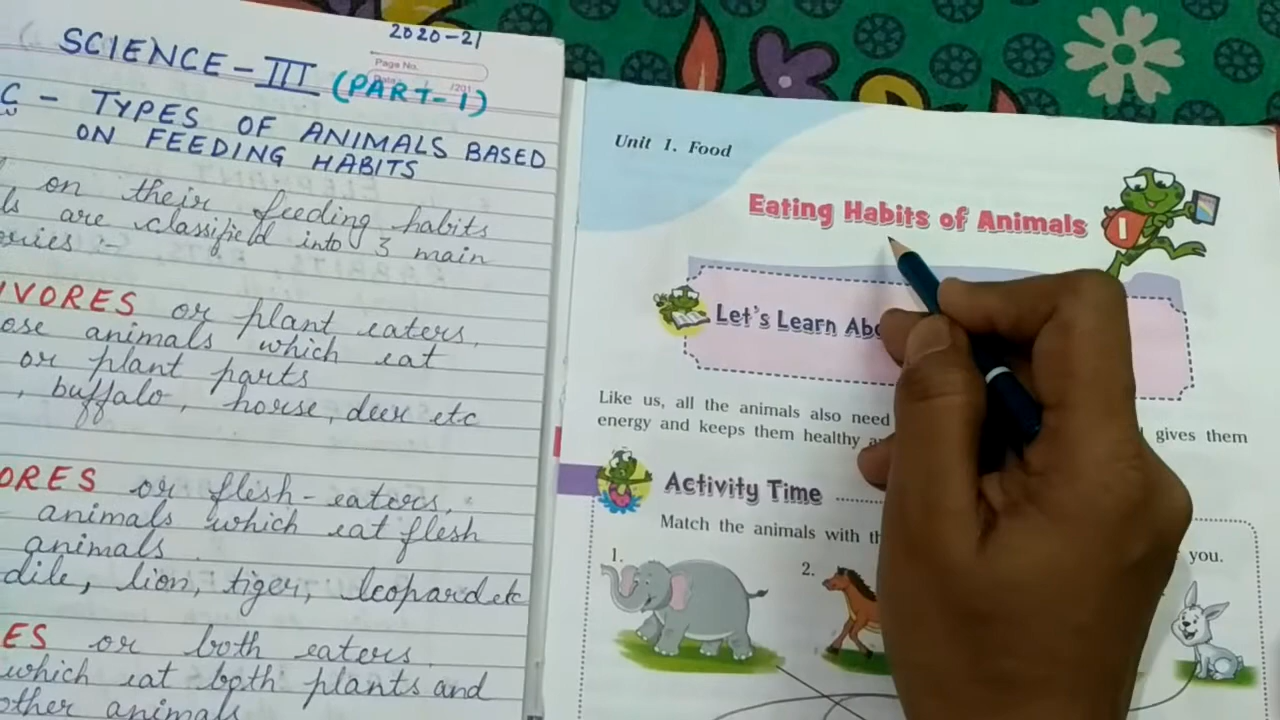 2020-21
SCIENCE-III (PART-1)
Page No.
C - TYPES OF ANIMALS BASED
ON FEEDING HABITS
on their feeding habits
ls are classifield into 3 main
ories :-
IVORES or plant eaters,
ose animals which eat
or plant parts
, buffalo, horse, deer etc
ORES or flesh-eaters,
animals which eat flesh
animals
dile, lion, tiger, leopard etc
ES or both eaters
which eat both plants and
other animals
Unit 1. Food
Eating Habits of Animals
1
Let's Learn Abo
Like us, all the animals also need
energy and keeps them healthy a gives them
Activity Time
Match the animals with th you.
1.
2.